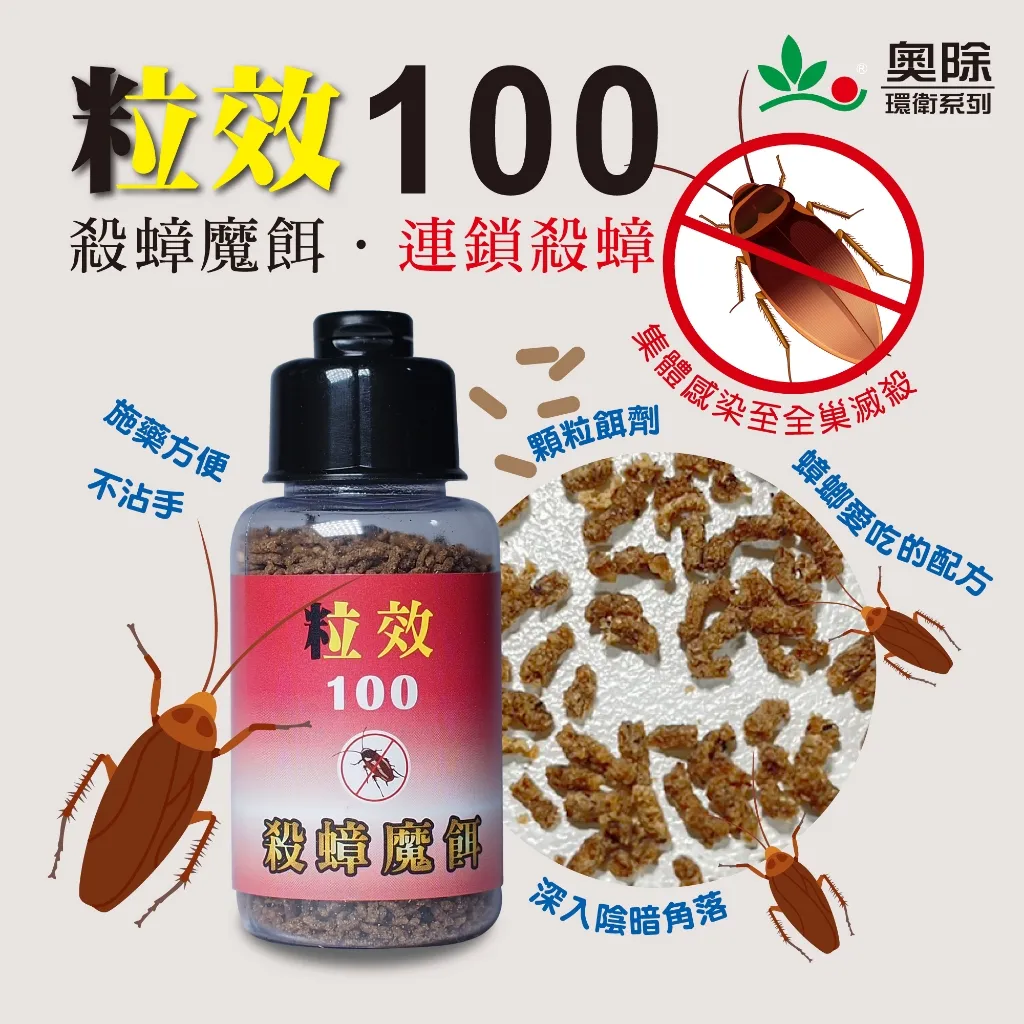 粒效100
奧除
環衛系列
®
殺蟑魔餌・連鎖殺蟑
集體感染至全巢滅殺
施藥方便
不沾手
顆粒餌劑
蟑螂愛吃的配方
粒效
100
殺蟑魔餌
深入陰暗角落